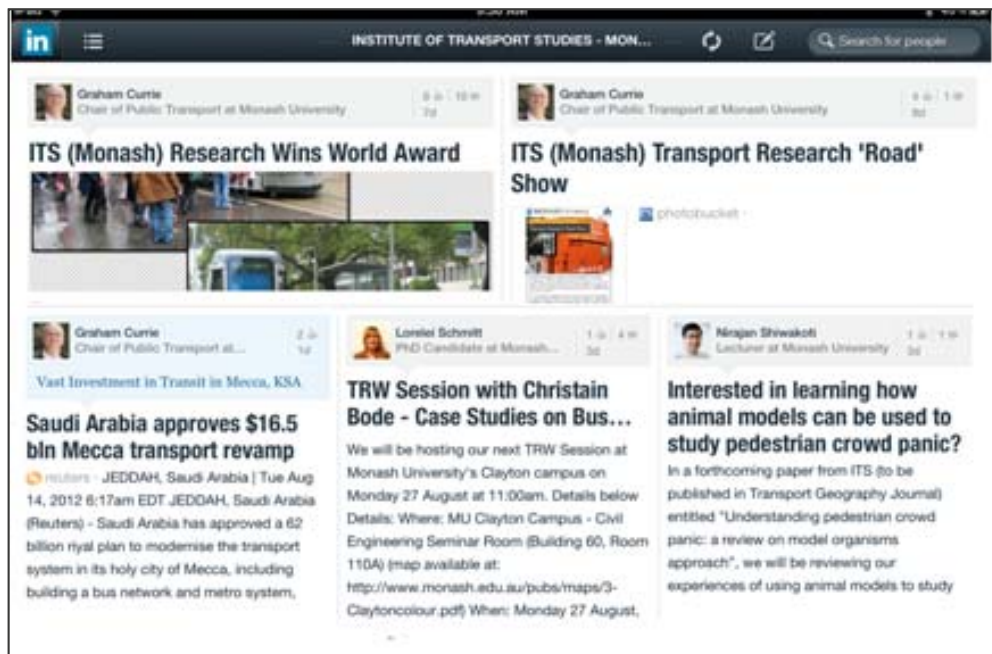 in
INSTITUTE OF TRANSPORT STUDIES - MON...
Search for people
Graham Currie
Chair of Public Transport at Monash University
7d
ITS (Monash) Research Wins World Award
Graham Currie
Chair of Public Transport at Monash University
ITS (Monash) Transport Research 'Road'
Show
photobucket -
Graham Currie
Chair of Public Transport at...
Vast Investment in Transit in Mecca, KSA
Saudi Arabia approves $16.5
bln Mecca transport revamp
reuters - JEDDAH, Saudi Arabia | Tue Aug
14, 2012 6:17am EDT JEDDAH, Saudi Arabia
(Reuters) - Saudi Arabia has approved a 62
billion riyal plan to modernise the transport
system in its holy city of Mecca, including
building a bus network and metro system,
Lorelei Schmitt
PhD Candidate at Monash...
TRW Session with Christain
Bode - Case Studies on Bus...
We will be hosting our next TRW Session at
Monash University's Clayton campus on
Monday 27 August at 11:00am. Details below
Details: Where: MU Clayton Campus - Civil
Engineering Seminar Room (Building 60, Room
110A) (map available at:
http://www.monash.edu.au/pubs/maps/3-
Claytoncolour.pdf) When: Monday 27 August,
Nirajan Shiwakoti
Lecturer at Monash University
Interested in learning how
animal models can be used to
study pedestrian crowd panic?
In a forthcoming paper from ITS (to be
published in Transport Geography Journal)
entitled "Understanding pedestrian crowd
panic: a review on model organisms
approach", we will be reviewing our
experiences of using animal models to study